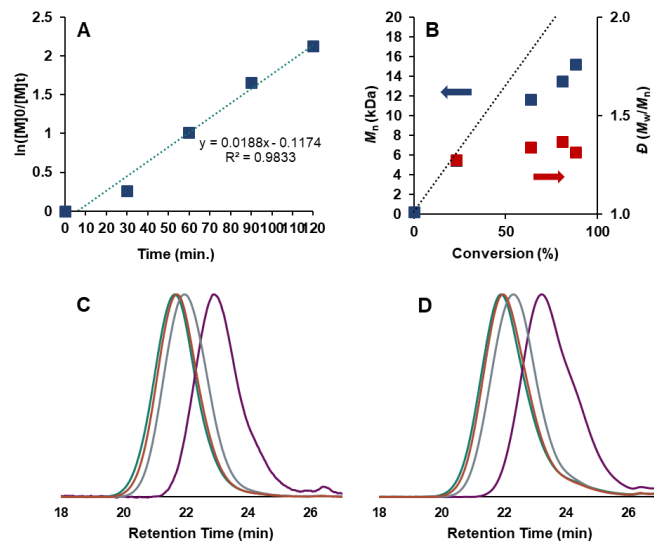 A
ln([M]0/[M]t)
2.5
2
1.5
1
0.5
0
y = 0.0188x - 0.1174
R² = 0.9833
0 10 20 30 40 50 60 70 80 90 100 110 120
Time (min.)
B
Mn (kDa)
20
18
16
14
12
10
8
6
4
2
0
2.0
1.5
1.0
Đ (Mw/Mn)
0 50 100
Conversion (%)
C
18 20 22 24 26
Retention Time (min)
D
18 20 22 24 26
Retention Time (min)